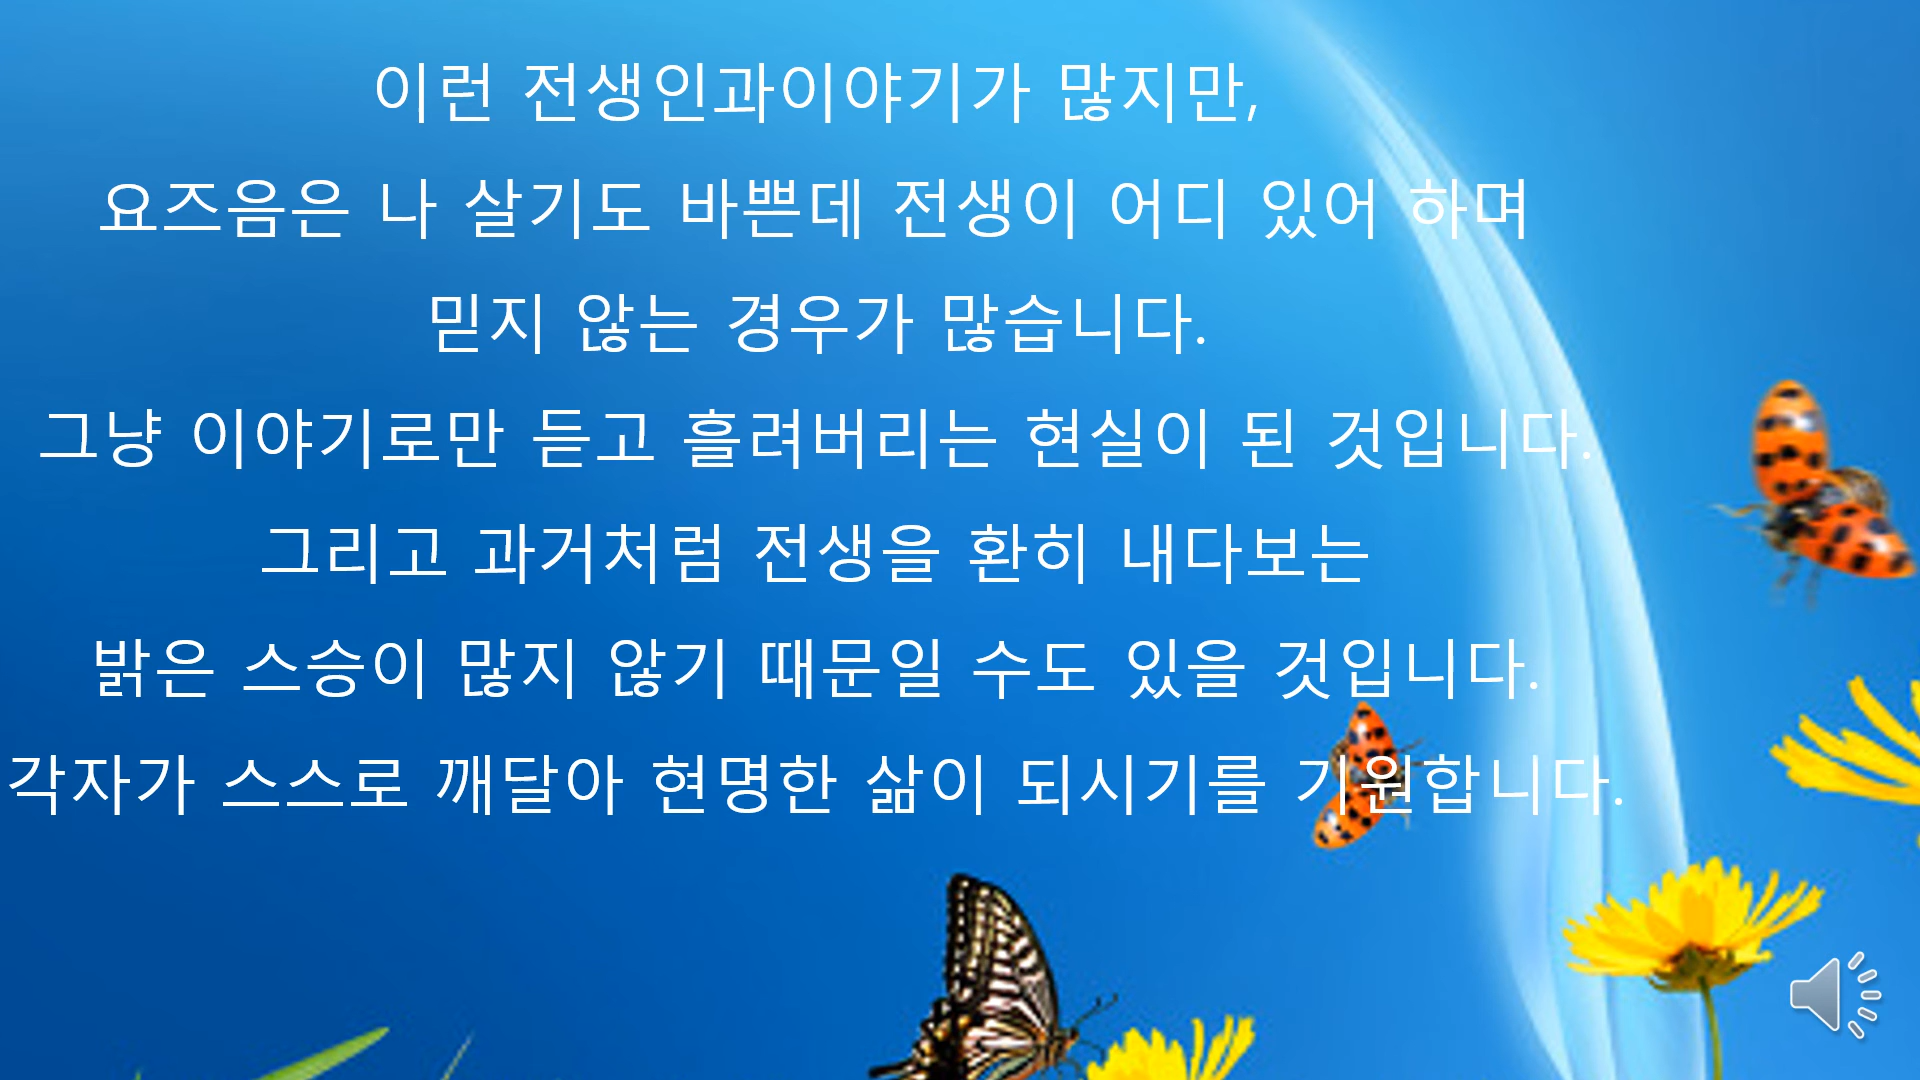 이런 전생인과이야기가 많지만,
요즈음은 나 살기도 바쁜데 전생이 어디 있어 하며
믿지 않는 경우가 많습니다.
그냥 이야기로만 듣고 흘려버리는 현실이 된 것입니다.
그리고 과거처럼 전생을 환히 내다보는
밝은 스승이 많지 않기 때문일 수도 있을 것입니다.
각자가 스스로 깨달아 현명한 삶이 되시기를 기원합니다.